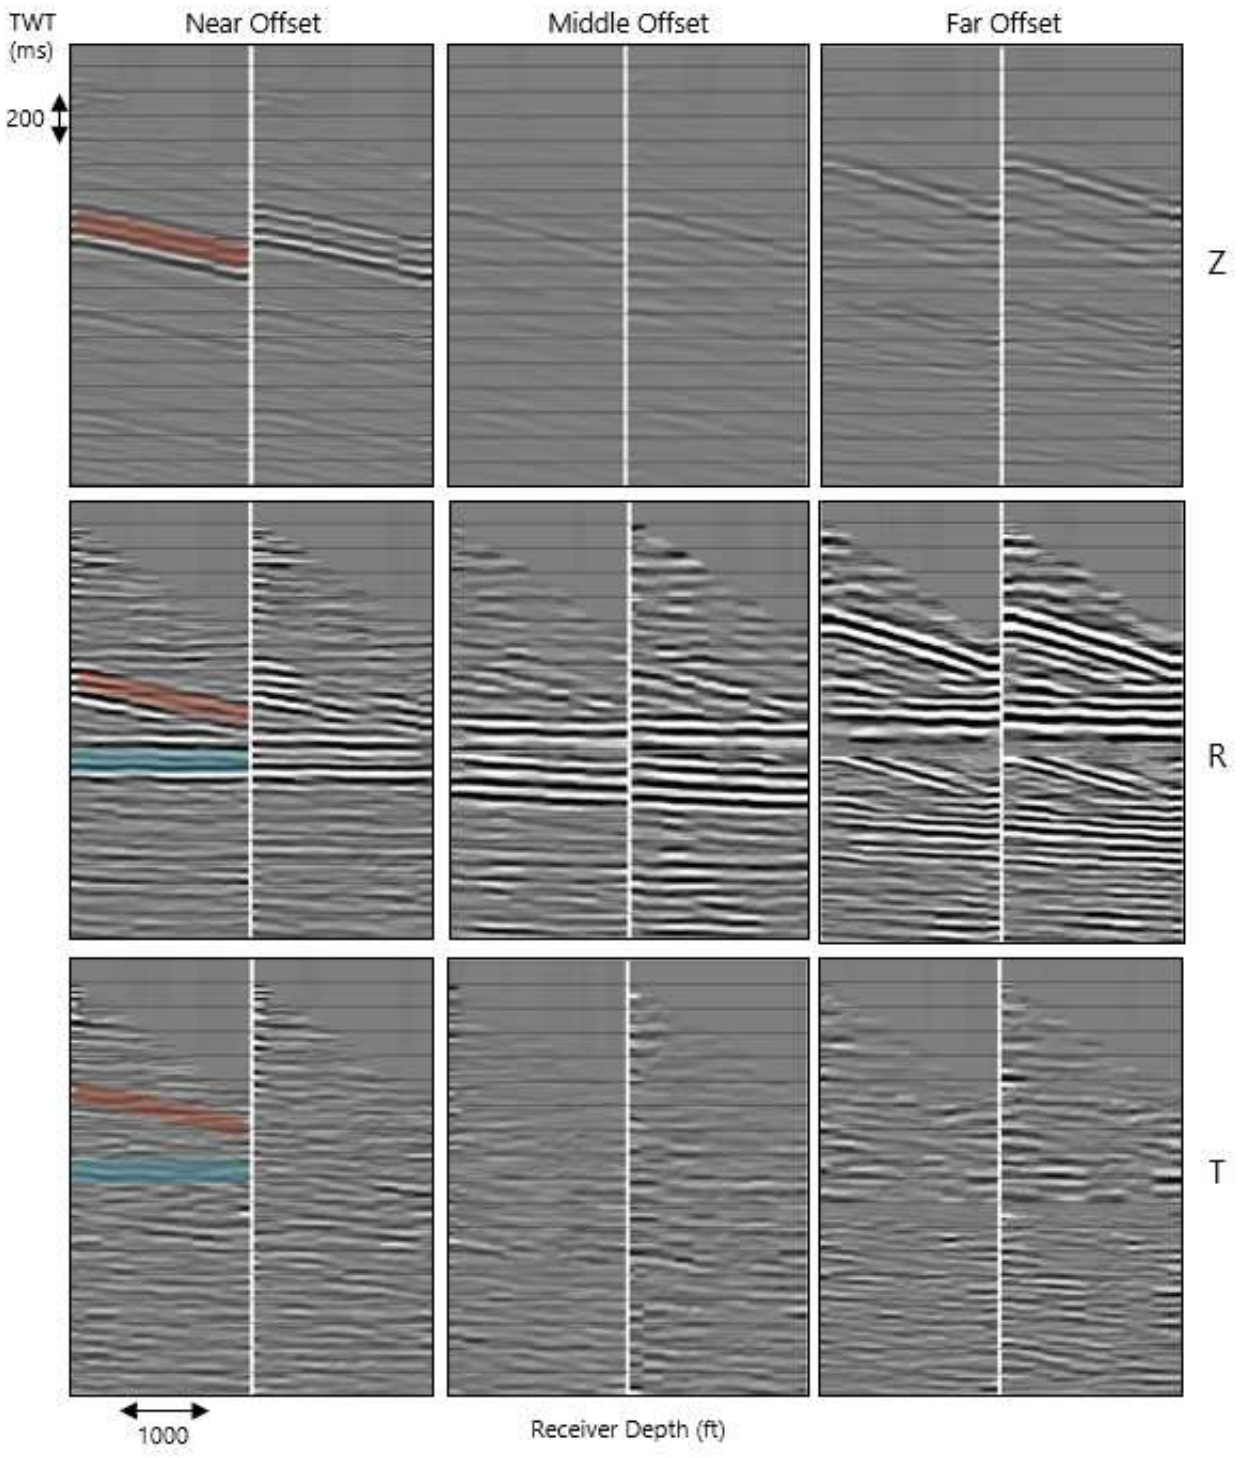 TWT
(ms)
Near Offset
Middle Offset
Far Offset
200
Z
R
T
1000
Receiver Depth (ft)